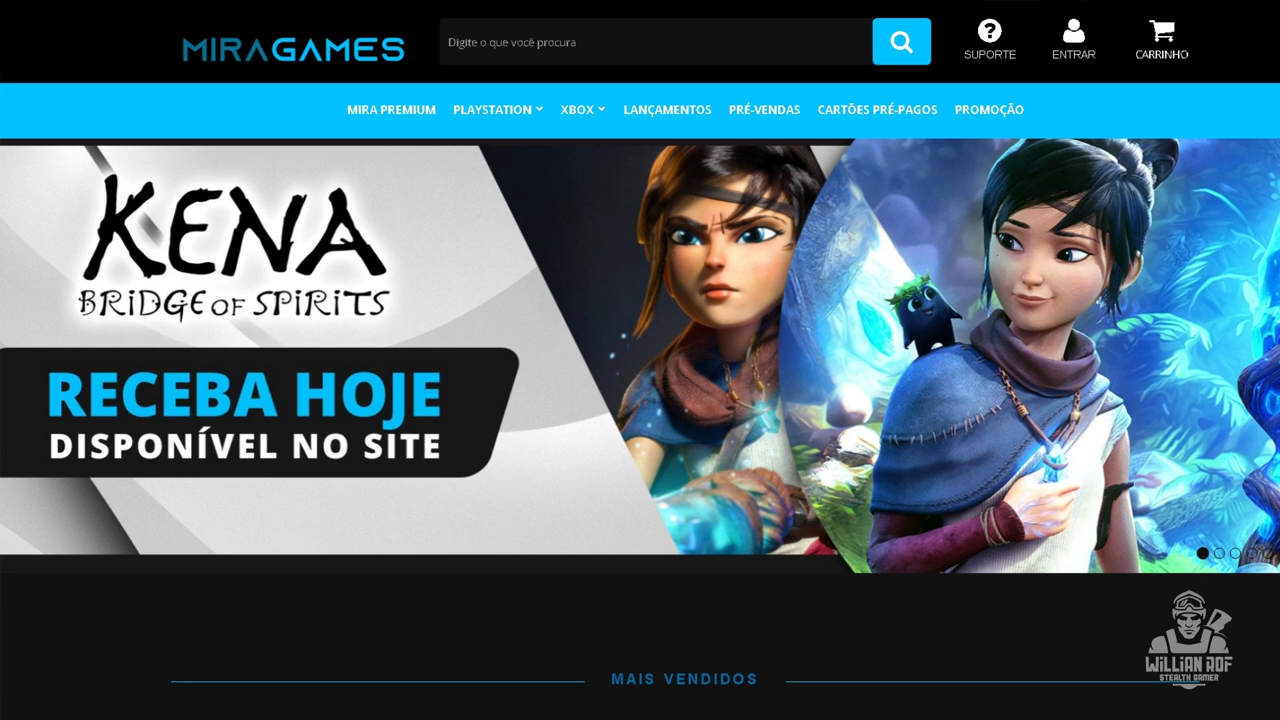 MIRAGAMES
Digite o que você procura
SUPORTE
ENTRAR
CARRINHO
MIRA PREMIUM PLAYSTATION XBOX LANÇAMENTOS PRÉ-VENDAS CARTÕES PRÉ-PAGOS PROMOÇÃO
KENA
BRIDGE OF SPIRITS
RECEBA HOJE
DISPONÍVEL NO SITE
WILLIAN ROF
STEALTH GAMER
MAIS VENDIDOS